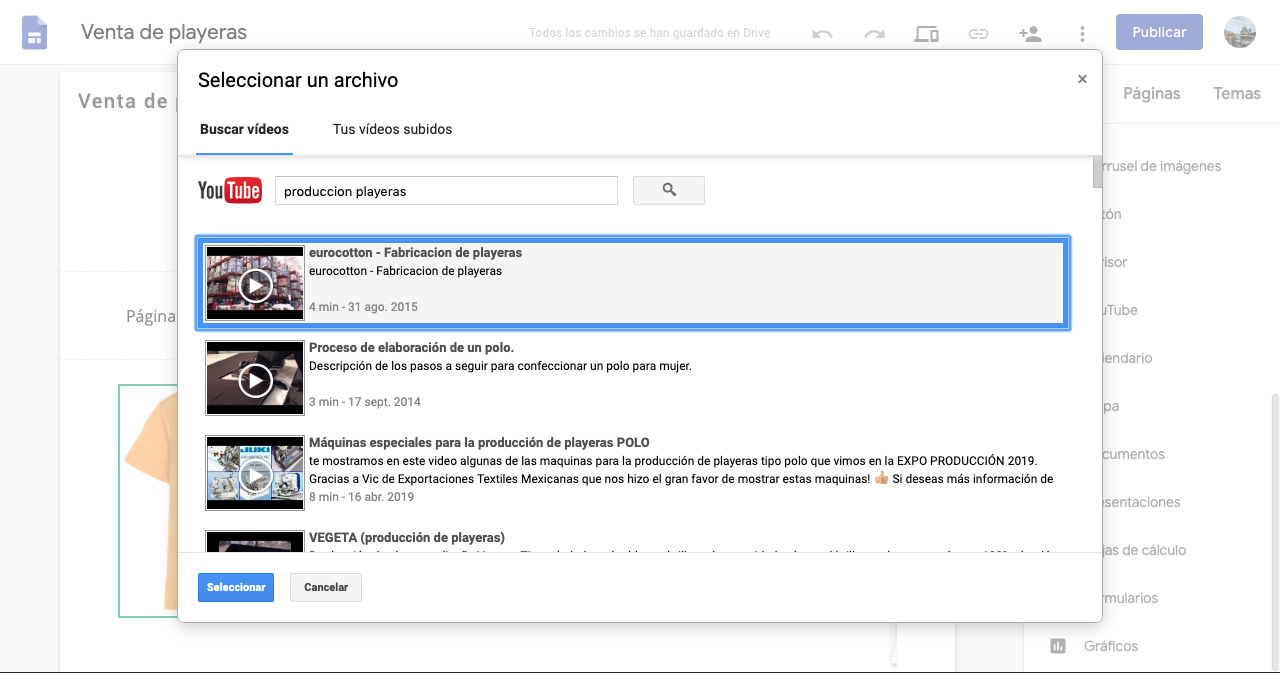 Venta de playeras
Todos los cambios se han guardado en Drive
Publicar
Venta de
Páginas
Temas
Seleccionar un archivo
×
Buscar vídeos
Tus vídeos subidos
YouTube
produccion playeras
eurocotton - Fabricacion de playeras
eurocotton - Fabricacion de playeras
4 min - 31 ago. 2015
Proceso de elaboración de un polo.
Descripción de los pasos a seguir para confeccionar un polo para mujer.
3 min - 17 sept. 2014
JUKI
Máquinas especiales para la producción de playeras POLO
te mostramos en este video algunas de las maquinas para la producción de playeras tipo polo que vimos en la EXPO PRODUCCIÓN 2019.
Gracias a Vic de Exportaciones Textiles Mexicanas que nos hizo el gran favor de mostrar estas maquinas! 👍🏼 Si deseas más información de
8 min - 16 abr. 2019
VEGETA (producción de playeras)
Seleccionar
Cancelar
Página
rrusel de imágenes
tón
isor
uTube
lendario
pa
cumentos
esentaciones
jas de cálculo
rmularios
Gráficos